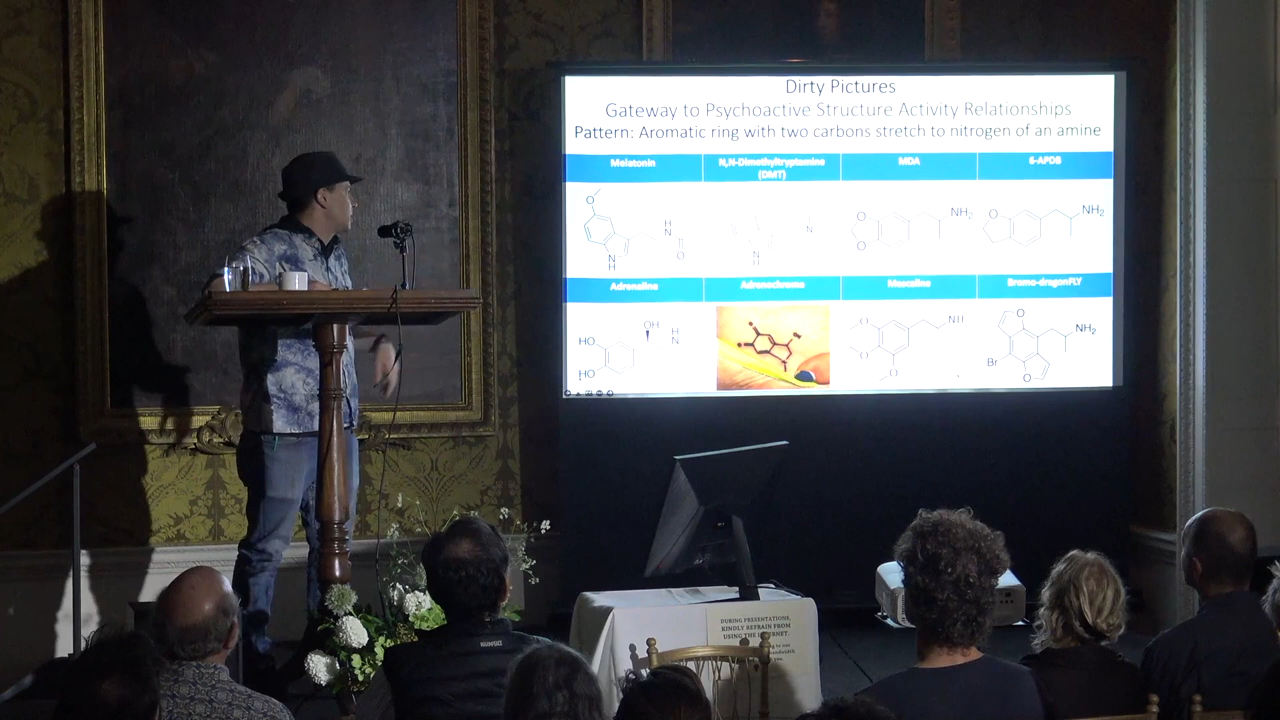 Dirty Pictures
Gateway to Psychoactive Structure Activity Relationships
Pattern: Aromatic ring with two carbons stretch to nitrogen of an amine
Melatonin
N,N-Dimethyltryptamine
(DMT)
MDA
6-APDB
O
H
N
O
N
H
N
N
H
O
O
NH2
O
NH2
Adrenaline
Adrenochrome
Mescaline
Bromo-dragonFLY
HO
HO
OH
H
N
O
O
O
NH
O
NH2
Br
O
DURING PRESENTATIONS,
KINDLY REFRAIN FROM
USING THE INTERNET.